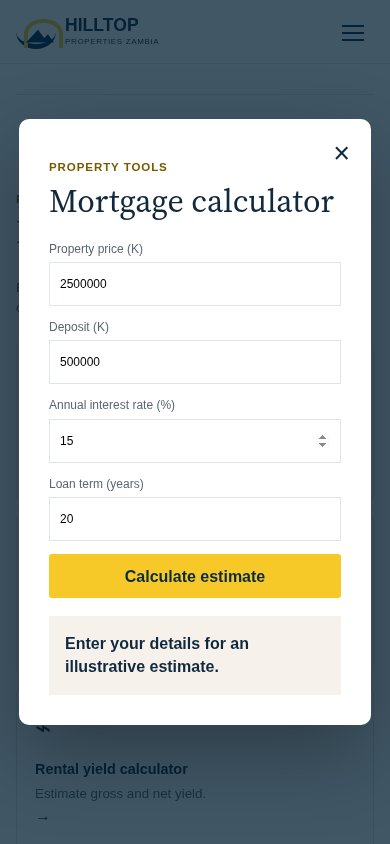 HILLTOP
PROPERTIES ZAMBIA
PROPERTY TOOLS
Mortgage calculator
Property price (K)
2500000
Deposit (K)
500000
Annual interest rate (%)
15
Loan term (years)
20
Calculate estimate
Enter your details for an
illustrative estimate.
Rental yield calculator
Estimate gross and net yield.
→